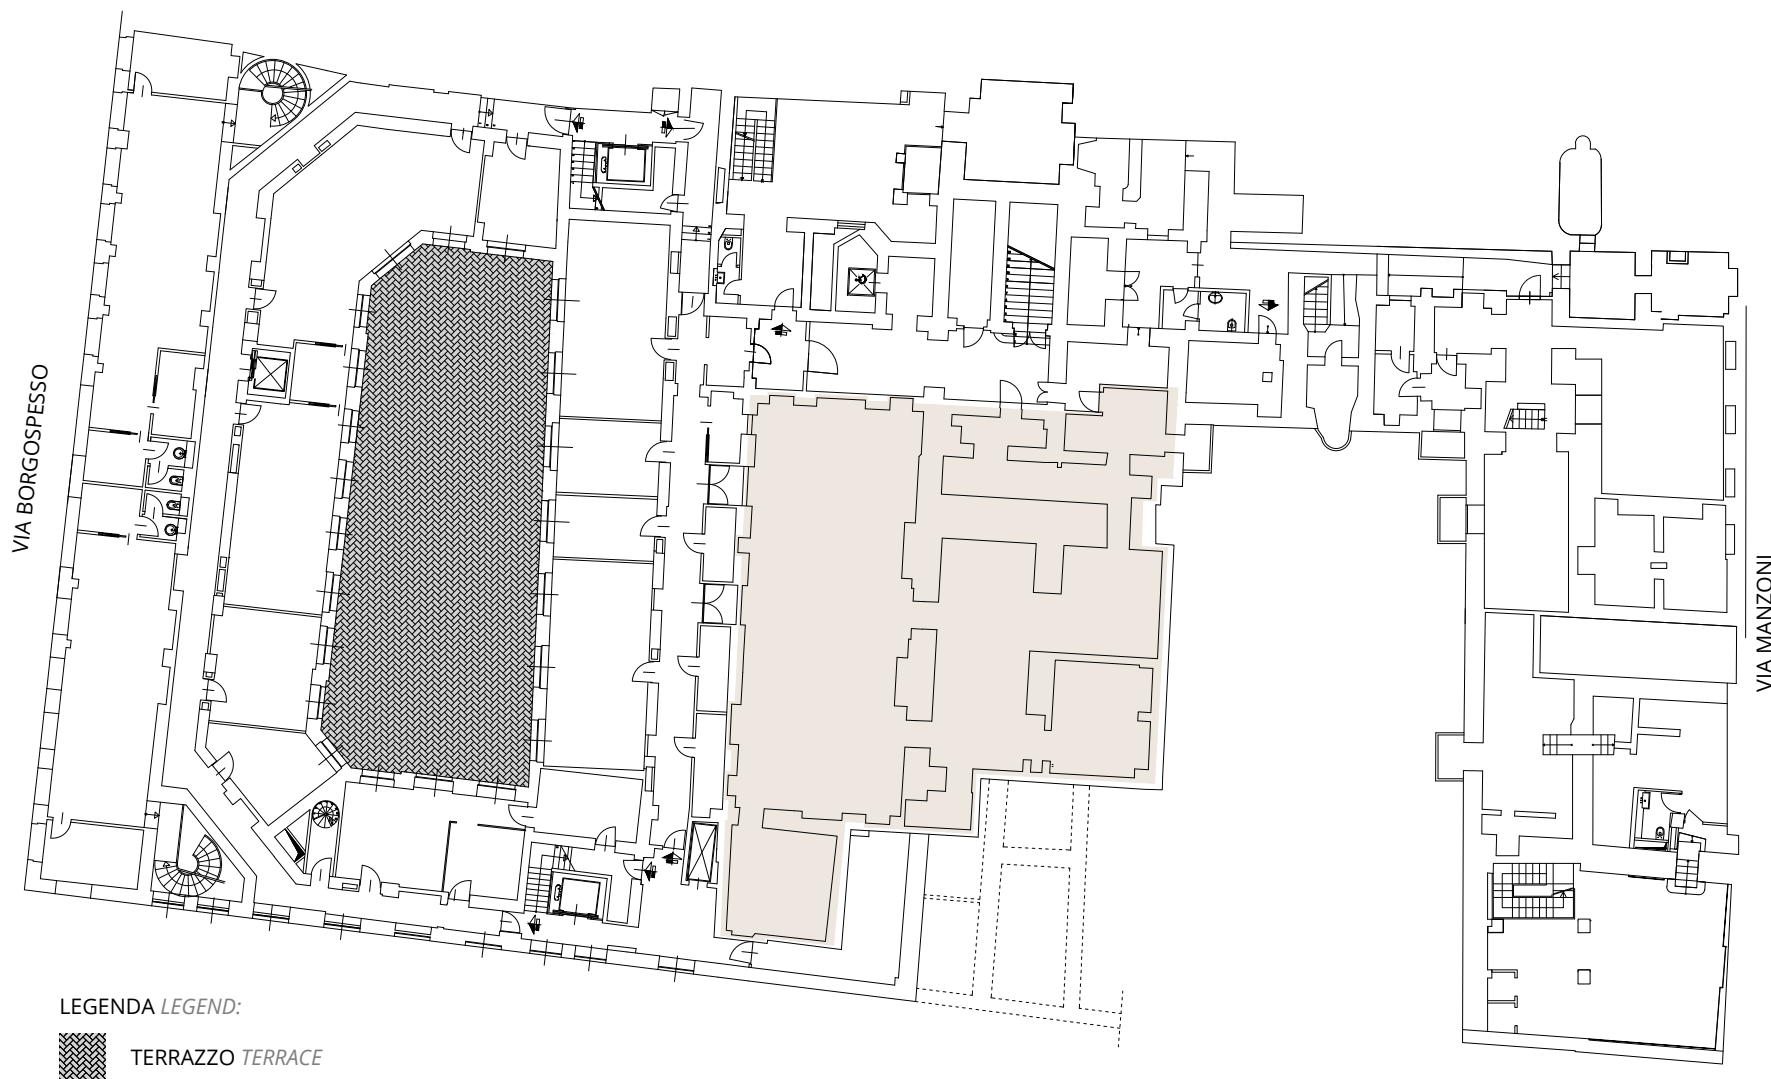 VIA BORGOSPESSO
VIA MANZONI
LEGENDA LEGEND:
TERRAZZO TERRACE